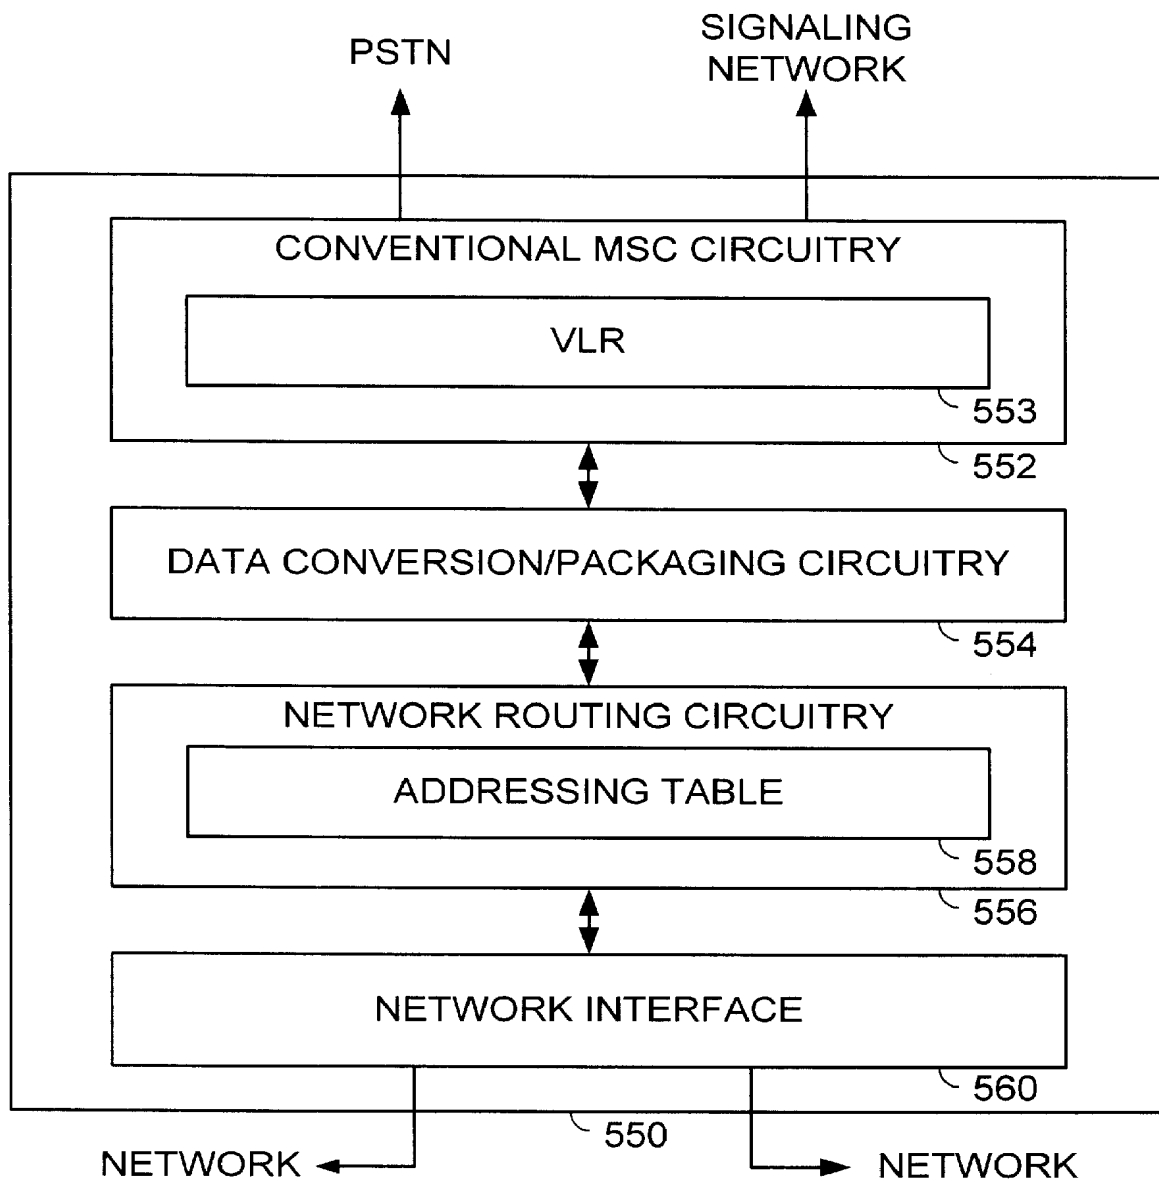 PSTN
SIGNALING
NETWORK
CONVENTIONAL MSC CIRCUITRY
VLR
553
552
DATA CONVERSION/PACKAGING CIRCUITRY
554
NETWORK ROUTING CIRCUITRY
ADDRESSING TABLE
558
556
NETWORK INTERFACE
560
550
NETWORK
NETWORK